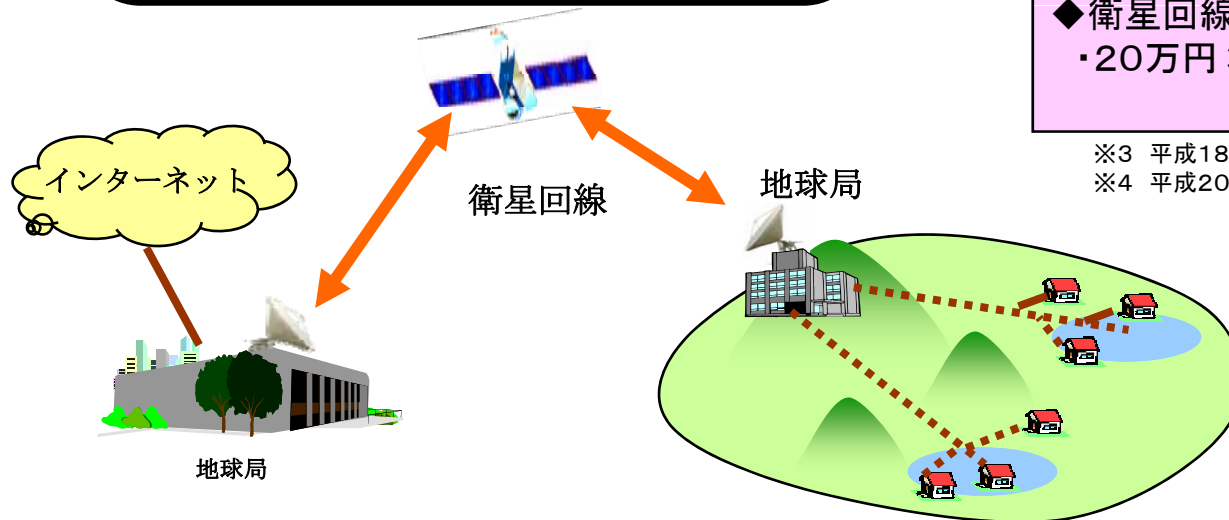 ◆衛星回線
・20万円
※3 平成18
※4 平成20
インターネット
衛星回線
地球局
地球局